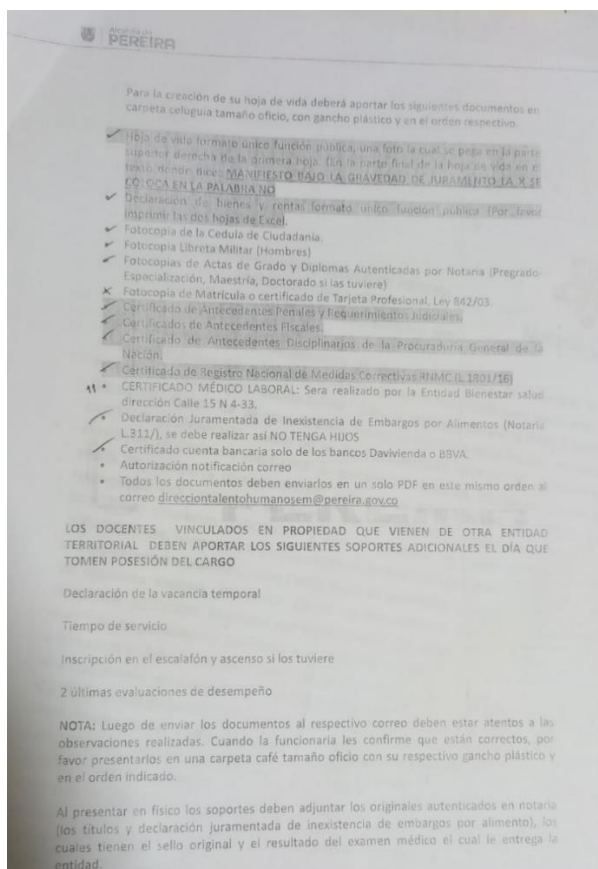 Alcaldía de
PEREIRA
Para la creación de su hoja de vida deberá aportar los siguientes documentos en
carpeta celuguia tamaño oficio, con gancho plástico y en el orden respectivo.
Hoja de vida formato único función pública, una foto la cual se pega en la parte
superior derecha de la primera hoja. En la parte final de la hoja de vida en el
texto donde dice: MANIFIESTO BAJO LA GRAVEDAD DE JURAMENTO LA X SE
COLOCA EN LA PALABRA NO
Declaración de bienes y rentas formato único función pública (Por favor
imprimir las dos hojas de Excel.
Fotocopia de la Cedula de Ciudadanía.
• Fotocopia Libreta Militar (Hombres)
Fotocopias de Actas de Grado y Diplomas Autenticadas por Notaria (Pregrado-
Especialización, Maestría, Doctorado si las tuviere)
Fotocopia de Matrícula o certificado de Tarjeta Profesional, Ley 842/03.
Certificado de Antecedentes Penales y Requerimientos Judiciales.
Certificados de Antecedentes Fiscales.
Certificado de Antecedentes Disciplinarios de la Procuraduría General de la
Nación.
Certificado de Registro Nacional de Medidas Correctivas RNMC (L 1801/16)
• CERTIFICADO MÉDICO LABORAL: Sera realizado por la Entidad Bienestar salud
dirección Calle 15 N 4-33.
• Declaración Juramentada de Inexistencia de Embargos por Alimentos (Notaria
L.311/), se debe realizar así NO TENGA HIJOS
Certificado cuenta bancaria solo de los bancos Davivienda o BBVA.
• Autorización notificación correo
• Todos los documentos deben enviarlos en un solo PDF en este mismo orden al
correo direcciontalentohumanosem@pereira.gov.co
LOS DOCENTES VINCULADOS EN PROPIEDAD QUE VIENEN DE OTRA ENTIDAD
TERRITORIAL DEBEN APORTAR LOS SIGUIENTES SOPORTES ADICIONALES EL DÍA QUE
TOMEN POSESIÓN DEL CARGO
Declaración de la vacancia temporal
Tiempo de servicio
Inscripción en el escalafón y ascenso si los tuviere
2 últimas evaluaciones de desempeño
NOTA: Luego de enviar los documentos al respectivo correo deben estar atentos a las
observaciones realizadas. Cuando la funcionaria les confirme que están correctos, por
favor presentarlos en una carpeta café tamaño oficio con su respectivo gancho plástico y
en el orden indicado.
Al presentar en físico los soportes deben adjuntar los originales autenticados en notaria
(los títulos y declaración juramentada de inexistencia de embargos por alimento), los
cuales tienen el sello original y el resultado del examen médico el cual le entrega la
entidad.